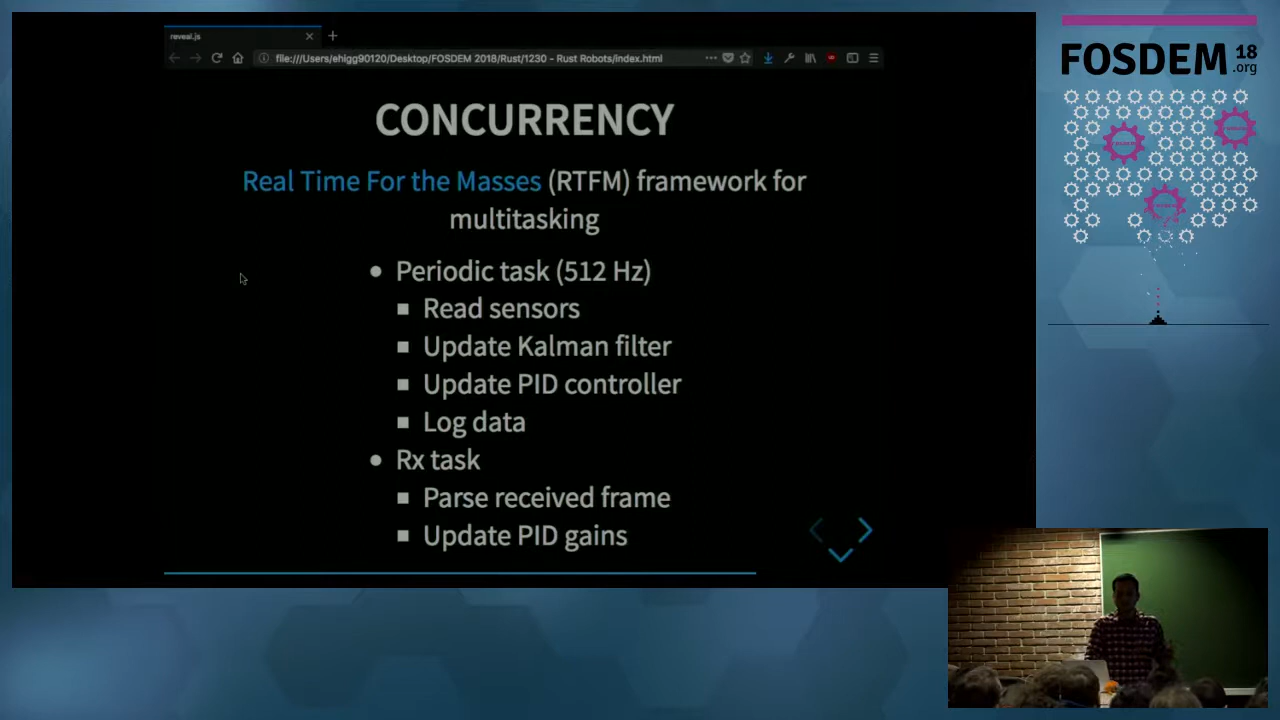 reveal.js
file:///Users/ehigg90120/Desktop/FOSDEM 2018/Rust/1230 - Rust Robots/index.html
CONCURRENCY
Real Time For the Masses (RTFM) framework for
multitasking
Periodic task (512 Hz)
Read sensors
Update Kalman filter
Update PID controller
Log data
Rx task
Parse received frame
Update PID gains
FOSDEM 18
.org